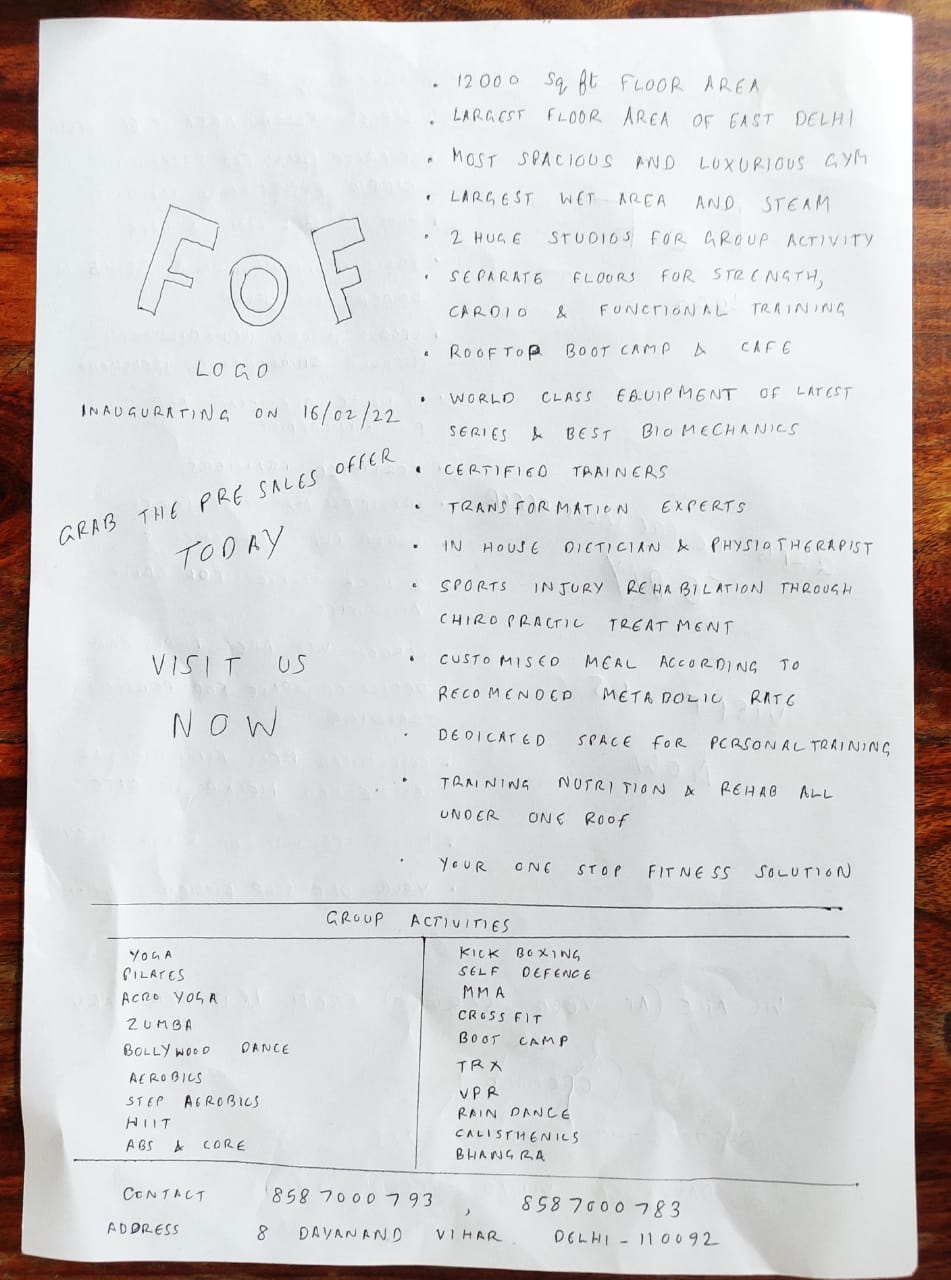 FOF
LOGO
INAUGURATING ON 16/02/22
GRAB THE PRE SALES OFFER
TODAY
VISIT US
NOW
• 12000 Sq ft FLOOR AREA
• LARGEST FLOOR AREA OF EAST DELHI
• MOST SPACIOUS AND LUXURIOUS GYM
• LARGEST WET AREA AND STEAM
• 2 HUGE STUDIOS FOR GROUP ACTIVITY
• SEPARATE FLOORS FOR STRENGTH,
CARDIO & FUNCTIONAL TRAINING
• ROOFTOP BOOT CAMP & CAFE
• WORLD CLASS EQUIPMENT OF LATEST
SERIES & BEST BIOMECHANICS
• CERTIFIED TRAINERS
• TRANSFORMATION EXPERTS
• IN HOUSE DIETICIAN & PHYSIOTHERAPIST
• SPORTS INJURY REHABILATION THROUGH
CHIROPRACTIC TREATMENT
• CUSTOMISED MEAL ACCORDING TO
RECOMENDED METABOLIC RATE
• DEDICATED SPACE FOR PERSONAL TRAINING
• TRAINING NUTRITION & REHAB ALL
UNDER ONE ROOF
• YOUR ONE STOP FITNESS SOLUTION
GROUP ACTIVITIES
YOGA
PILATES
ACRO YOGA
ZUMBA
BOLLYWOOD DANCE
AEROBICS
STEP AEROBICS
HIIT
ABS & CORE
KICK BOXING
SELF DEFENCE
MMA
CROSSFIT
BOOT CAMP
TRX
VPR
RAIN DANCE
CALISTHENICS
BHANGRA
CONTACT 8587000793, 8587000783
ADDRESS 8 DAYANAND VIHAR DELHI - 110092